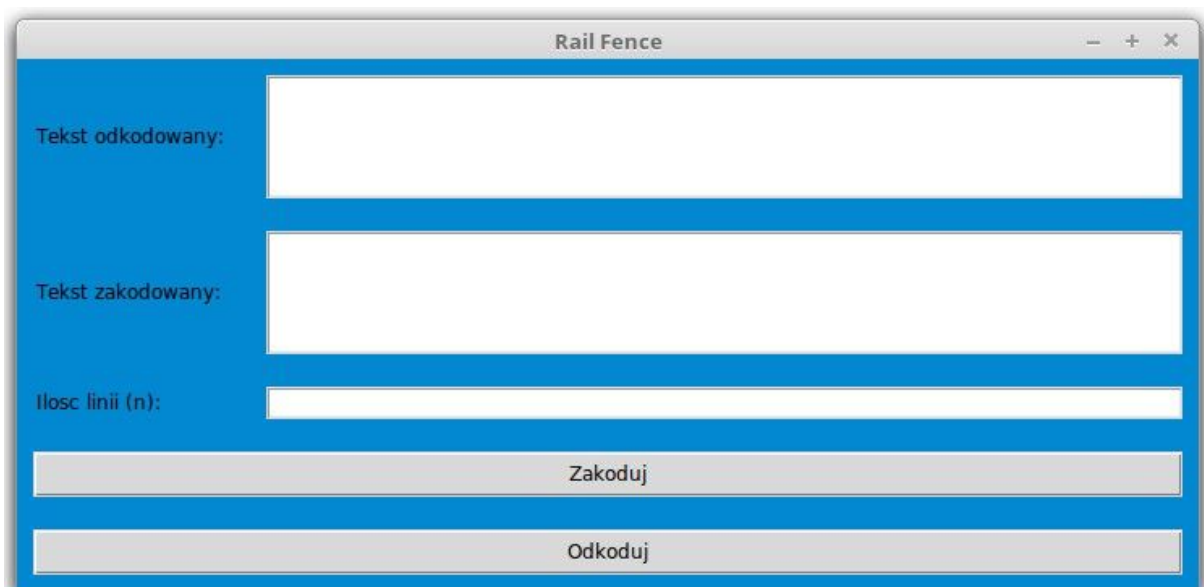 Rail Fence
Tekst odkodowany:
Tekst zakodowany:
Ilosc linii (n):
Zakoduj
Odkoduj